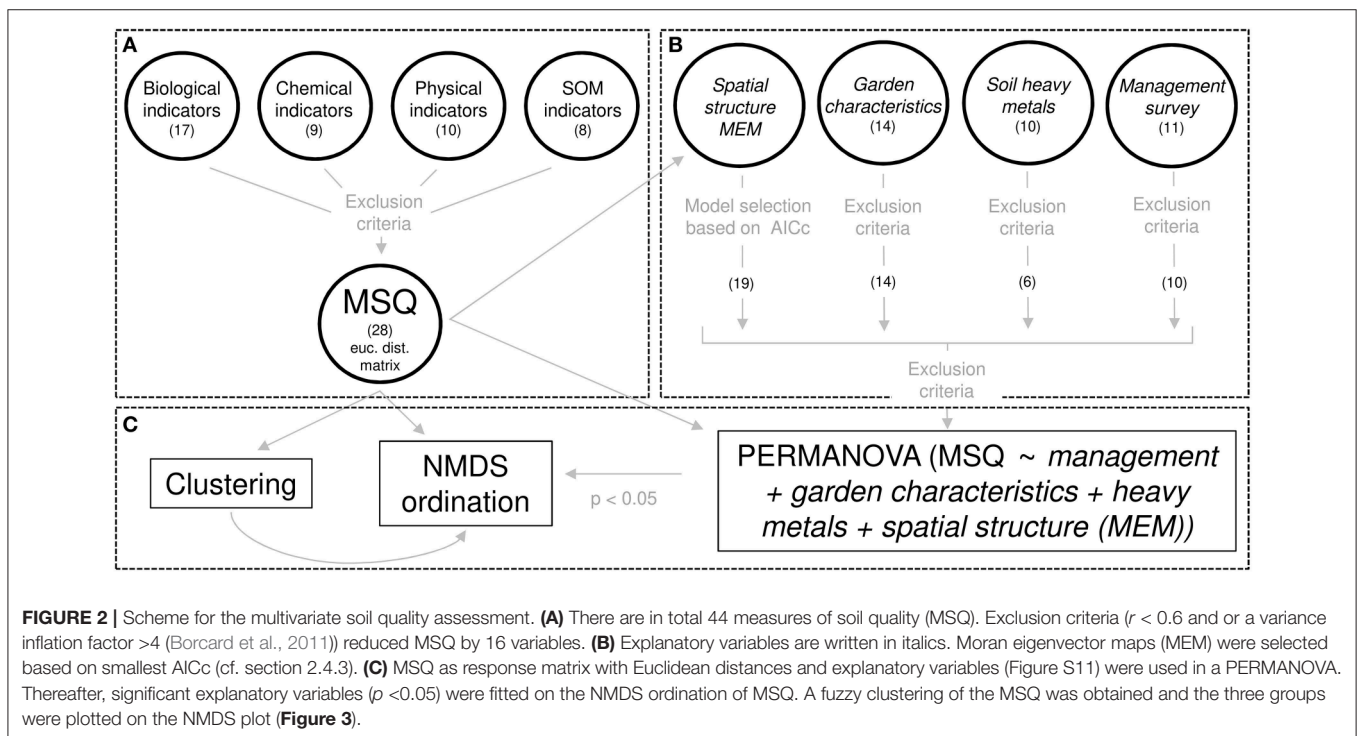 A
Biological
indicators
(17)
Chemical
indicators
(9)
Physical
indicators
(10)
SOM
indicators
(8)
Exclusion
criteria
MSQ
(28)
euc. dist.
matrix
B
Spatial
structure
MEM
Garden
characteristics
(14)
Soil heavy
metals
(10)
Management
survey
(11)
Model selection
based on AICc
Exclusion
criteria
Exclusion
criteria
Exclusion
criteria
(19)
(14)
(6)
(10)
Exclusion
criteria
C
Clustering
NMDS
ordination
p < 0.05
PERMANOVA (MSQ ~ management
+ garden characteristics + heavy
metals + spatial structure (MEM))
FIGURE 2 | Scheme for the multivariate soil quality assessment. (A) There are in total 44 measures of soil quality (MSQ). Exclusion criteria (r < 0.6 and or a variance
inflation factor >4 (Borcard et al., 2011)) reduced MSQ by 16 variables. (B) Explanatory variables are written in italics. Moran eigenvector maps (MEM) were selected
based on smallest AICc (cf. section 2.4.3). (C) MSQ as response matrix with Euclidean distances and explanatory variables (Figure S11) were used in a PERMANOVA.
Thereafter, significant explanatory variables (p <0.05) were fitted on the NMDS ordination of MSQ. A fuzzy clustering of the MSQ was obtained and the three groups
were plotted on the NMDS plot (Figure 3).